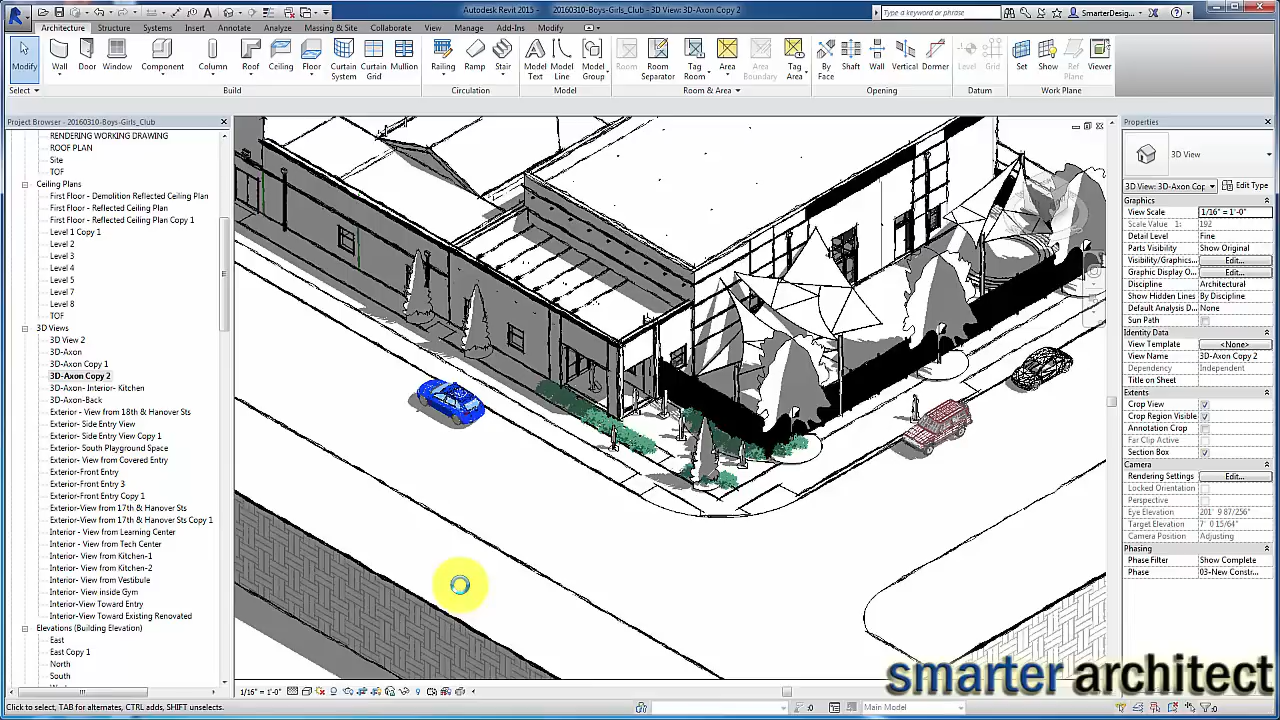 Autodesk Revit 2015 - 20160310-Boys-Girls_Club - 3D View: 3D-Axon Copy 2
Type a keyword or phrase
SmarterDesig...
Architecture Structure Systems Insert Annotate Analyze Massing & Site Collaborate View Manage Add-Ins Modify
Modify Wall Door Window Component Column Roof Ceiling Floor Curtain System Curtain Grid Mullion Railing Ramp Stair Model Text Model Line Model Group Room Room Separator Tag Room Area Area Boundary Tag Area By Face Shaft Wall Vertical Dormer Level Grid Set Show Ref Plane Viewer
Select Build Circulation Model Room & Area Opening Datum Work Plane
Project Browser - 20160310-Boys-Girls_Club
RENDERING WORKING DRAWING
ROOF PLAN
Site
TOF
Ceiling Plans
First Floor - Demolition Reflected Ceiling Plan
First Floor - Reflected Ceiling Plan
First Floor - Reflected Ceiling Plan Copy 1
Level 1 Copy 1
Level 2
Level 3
Level 4
Level 5
Level 7
Level 8
TOF
3D Views
3D View 2
3D-Axon
3D-Axon Copy 1
3D-Axon Copy 2
3D-Axon- Interior- Kitchen
3D-Axon-Back
Exterior - View from 18th & Hanover Sts
Exterior - Side Entry View
Exterior - Side Entry View Copy 1
Exterior - South Playground Space
Exterior - View from Covered Entry
Exterior-Front Entry
Exterior-Front Entry 3
Exterior-Front Entry Copy 1
Exterior-View from 17th & Hanover Sts
Exterior-View from 17th & Hanover Sts Copy 1
Interior - View from Learning Center
Interior - View from Tech Center
Interior - View from Kitchen-1
Interior - View from Kitchen-2
Interior - View from Vestibule
Interior - View inside Gym
Interior-View Toward Entry
Interior-View Toward Existing Renovated
Elevations (Building Elevation)
East
East Copy 1
North
South
Properties
3D View
3D View: 3D-Axon Cop Edit Type
Graphics
View Scale 1/16" = 1'-0"
Scale Value 1: 192
Detail Level Fine
Parts Visibility Show Original
Visibility/Graphics... Edit...
Graphic Display O... Edit...
Discipline Architectural
Show Hidden Lines By Discipline
Default Analysis D... None
Sun Path
Identity Data
View Template <None>
View Name 3D-Axon Copy 2
Dependency Independent
Title on Sheet
Extents
Crop View
Crop Region Visible
Annotation Crop
Far Clip Active
Section Box
Camera
Rendering Settings Edit...
Locked Orientation
Perspective
Eye Elevation 201' 9 87/256"
Target Elevation 7' 0 15/64"
Camera Position Adjusting
Phasing
Phase Filter Show Complete
Phase 03-New Constr...
smarter architect
1/16" = 1'-0"
Click to select, TAB for alternates, CTRL adds, SHIFT unselects.
:0
Main Model
:0